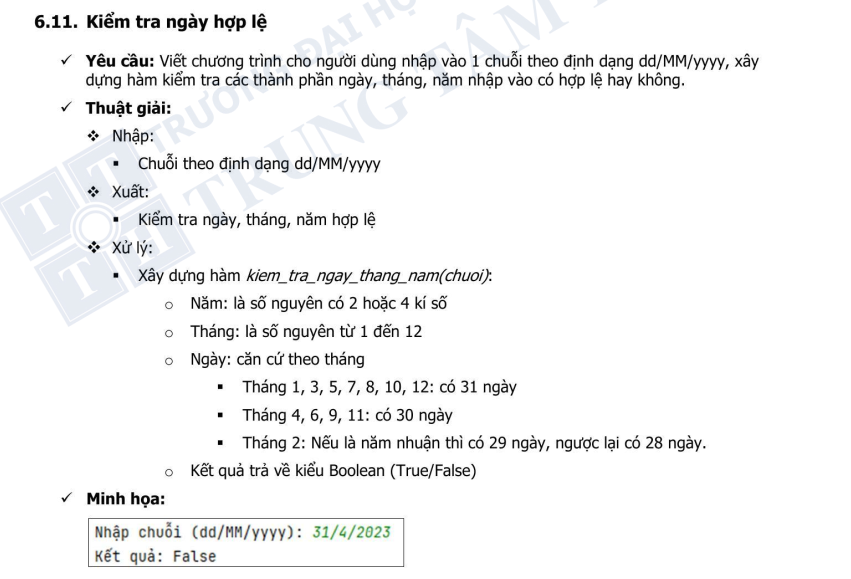 6.11. Kiểm tra ngày hợp lệ
✓ Yêu cầu: Viết chương trình cho người dùng nhập vào 1 chuỗi theo định dạng dd/MM/yyyy, xây
dựng hàm kiểm tra các thành phần ngày, tháng, năm nhập vào có hợp lệ hay không.
✓ Thuật giải:
❖ Nhập:
▪ Chuỗi theo định dạng dd/MM/yyyy
❖ Xuất:
▪ Kiểm tra ngày, tháng, năm hợp lệ
❖ Xử lý:
▪ Xây dựng hàm kiem_tra_ngay_thang_nam(chuoi):
o Năm: là số nguyên có 2 hoặc 4 kí số
o Tháng: là số nguyên từ 1 đến 12
o Ngày: căn cứ theo tháng
▪ Tháng 1, 3, 5, 7, 8, 10, 12: có 31 ngày
▪ Tháng 4, 6, 9, 11: có 30 ngày
▪ Tháng 2: Nếu là năm nhuận thì có 29 ngày, ngược lại có 28 ngày.
o Kết quả trả về kiểu Boolean (True/False)
✓ Minh họa:
Nhập chuỗi (dd/MM/yyyy): 31/4/2023
Kết quả: False
TRƯỜNG ĐẠI HỌC
TRUNG TÂM
T T
T H